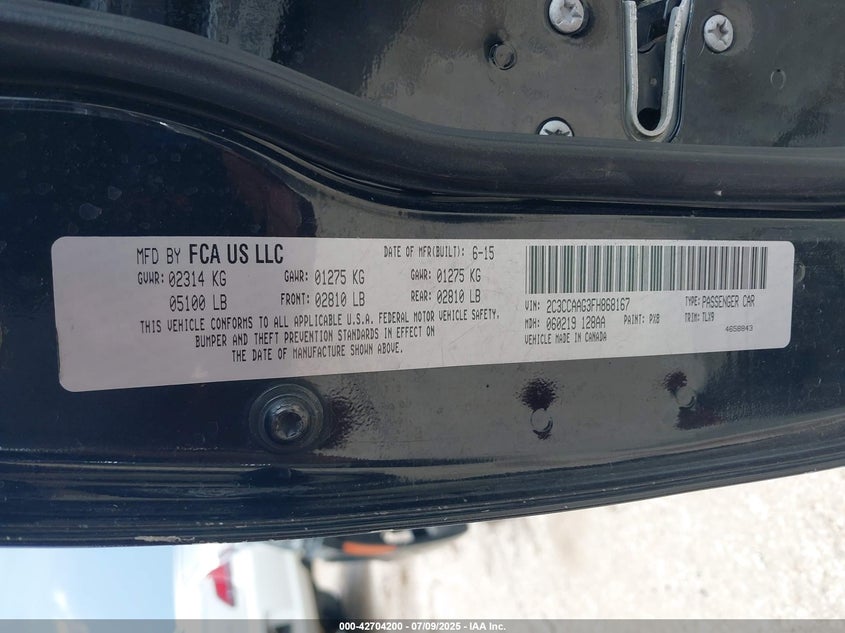 MFD BY FCA US LLC DATE OF MFR(BUILT): 6-15
GVWR: 02314 KG GAWR: 01275 KG GAWR: 01275 KG
05100 LB FRONT: 02810 LB REAR: 02810 LB
THIS VEHICLE CONFORMS TO ALL APPLICABLE U.S.A. FEDERAL MOTOR VEHICLE SAFETY,
BUMPER AND THEFT PREVENTION STANDARDS IN EFFECT ON
THE DATE OF MANUFACTURE SHOWN ABOVE.
VIN: 2C3CCAAG3FH868167 TYPE: PASSENGER CAR
MDH: 060219 128AA PAINT: PX8 TRIM: TLX9
VEHICLE MADE IN CANADA 4658843
000-42704200 - 07/09/2025 - IAA Inc.